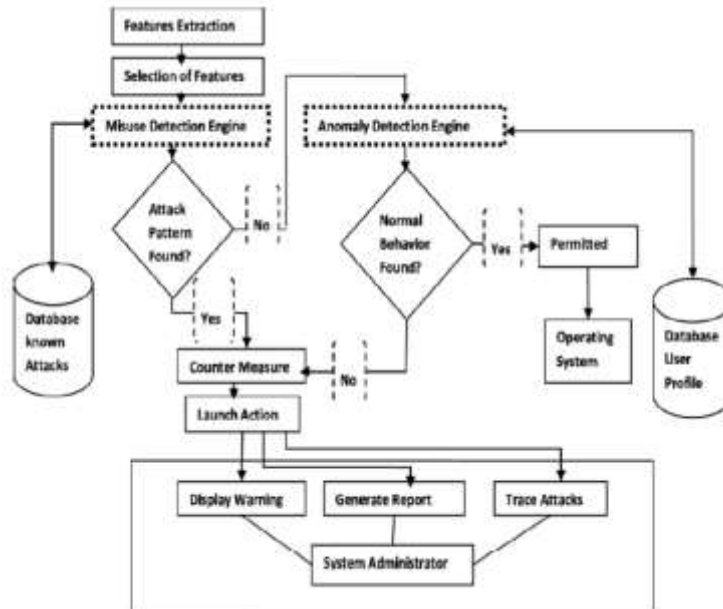 Features Extraction
Selection of Features
Misuse Detection Engine
Anomaly Detection Engine
Attack
Pattern
Found?
No
Normal
Behavior
Found?
Yes
Permitted
Database
known
Attacks
Yes
Operating
System
Database
User
Profile
Counter Measure
No
Launch Action
Display Warning
Generate Report
Trace Attacks
System Administrator